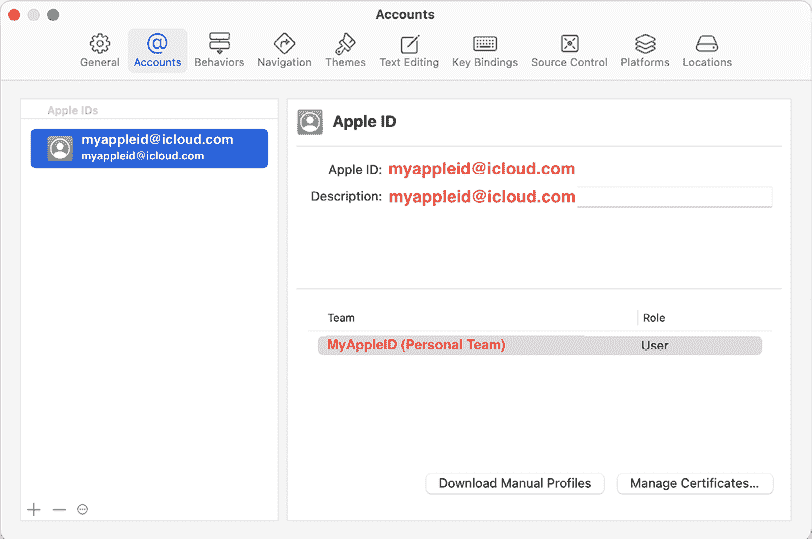 Accounts
General Accounts Behaviors Navigation Themes Text Editing Key Bindings Source Control Platforms Locations
Apple IDs
myappleid@icloud.com
myappleid@icloud.com
Apple ID
Apple ID: myappleid@icloud.com
Description: myappleid@icloud.com
Team Role
MyAppleID (Personal Team) User
Download Manual Profiles Manage Certificates...